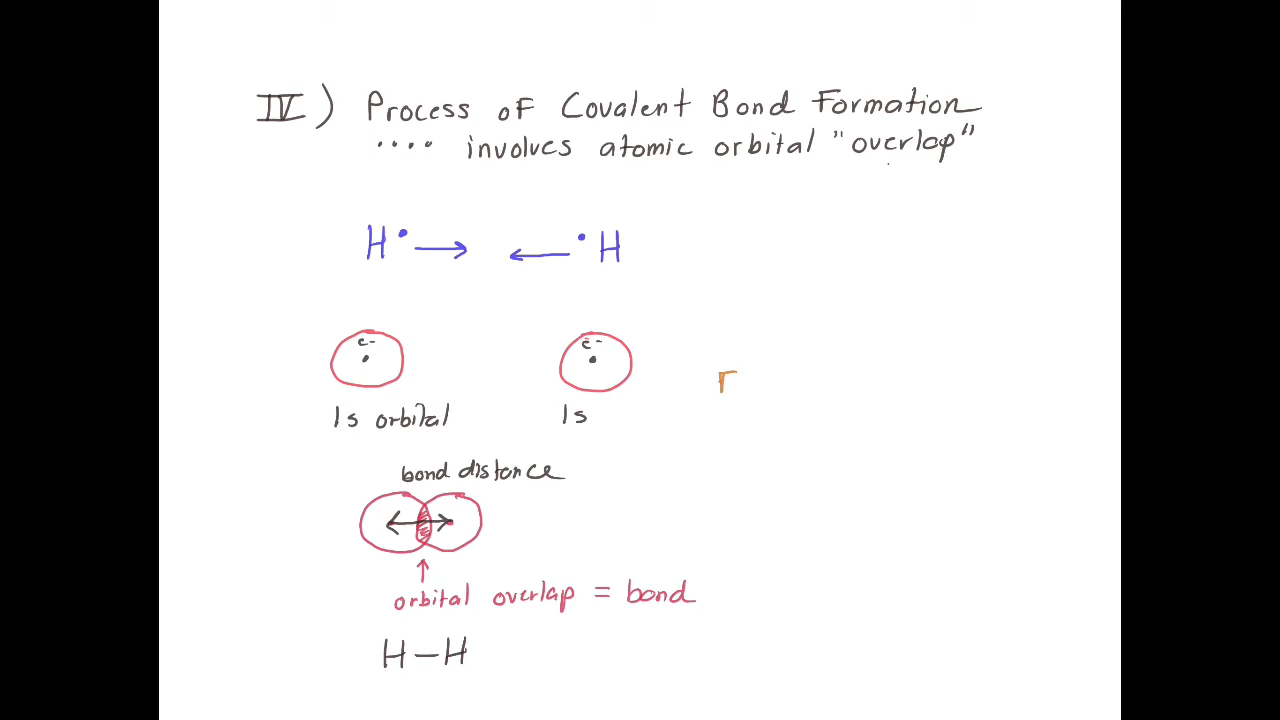 IV) Process of Covalent Bond Formation
.... involves atomic orbital "overlap"
H• → ← •H
e- e-
1s orbital 1s
bond distance
orbital overlap = bond
H–H